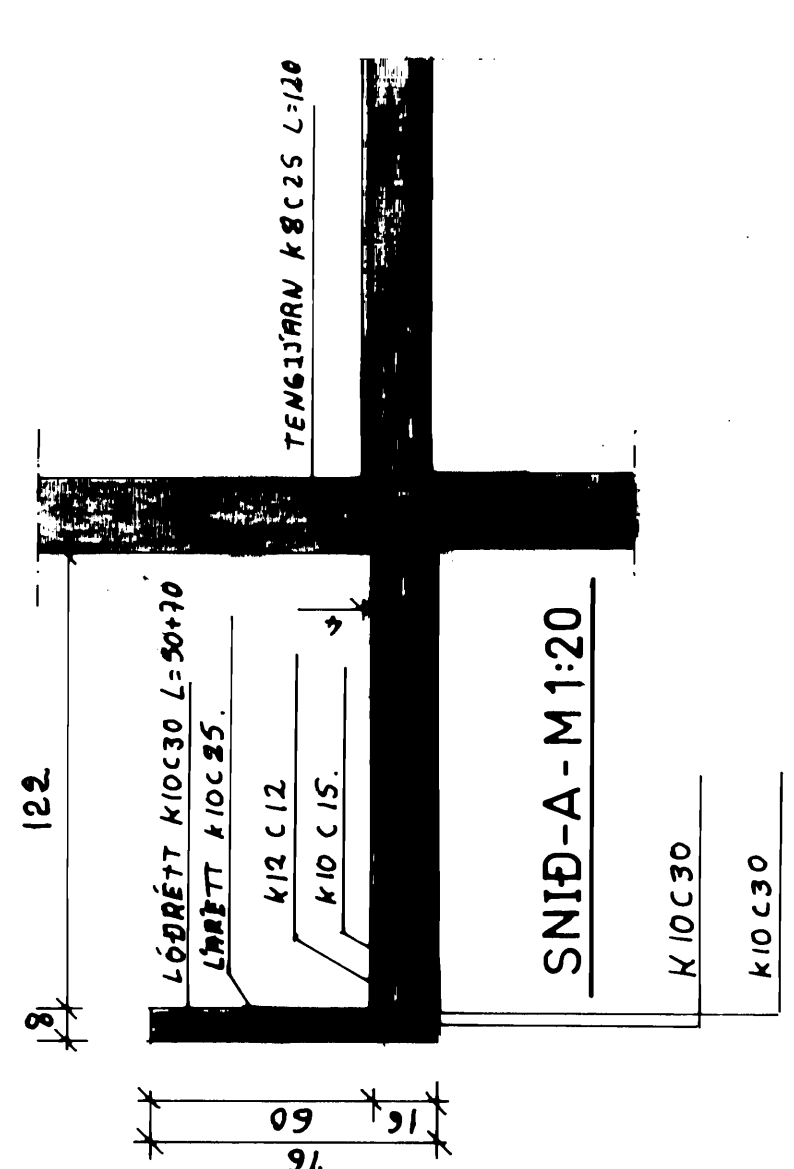 TENGIJÁRN K8C25 L=120
122
8
LÓÐRÉTT K10C30 L=50+70
LÁRÉTT K10C25.
K12C12
K10C15.
4
SNIÐ-A-M 1:20
K10C30
K10C30
60
16
76